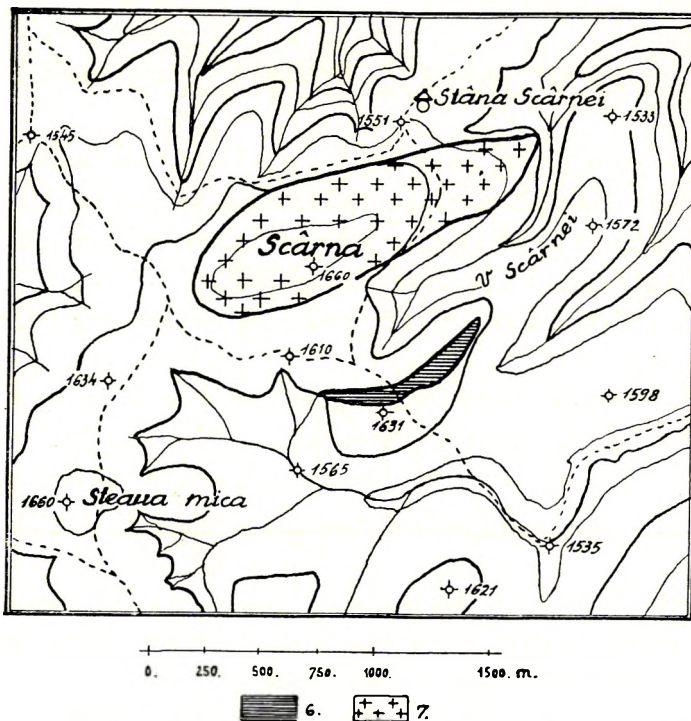 Stâna Scârnei
1551
1533
1545
1572
Scârna
V Scârnei
1660
1610
1634
1598
1631
1565
1660 Steaua mica
1535
1621
0. 250. 500. 750. 1000. 1500. m.
6. 7.